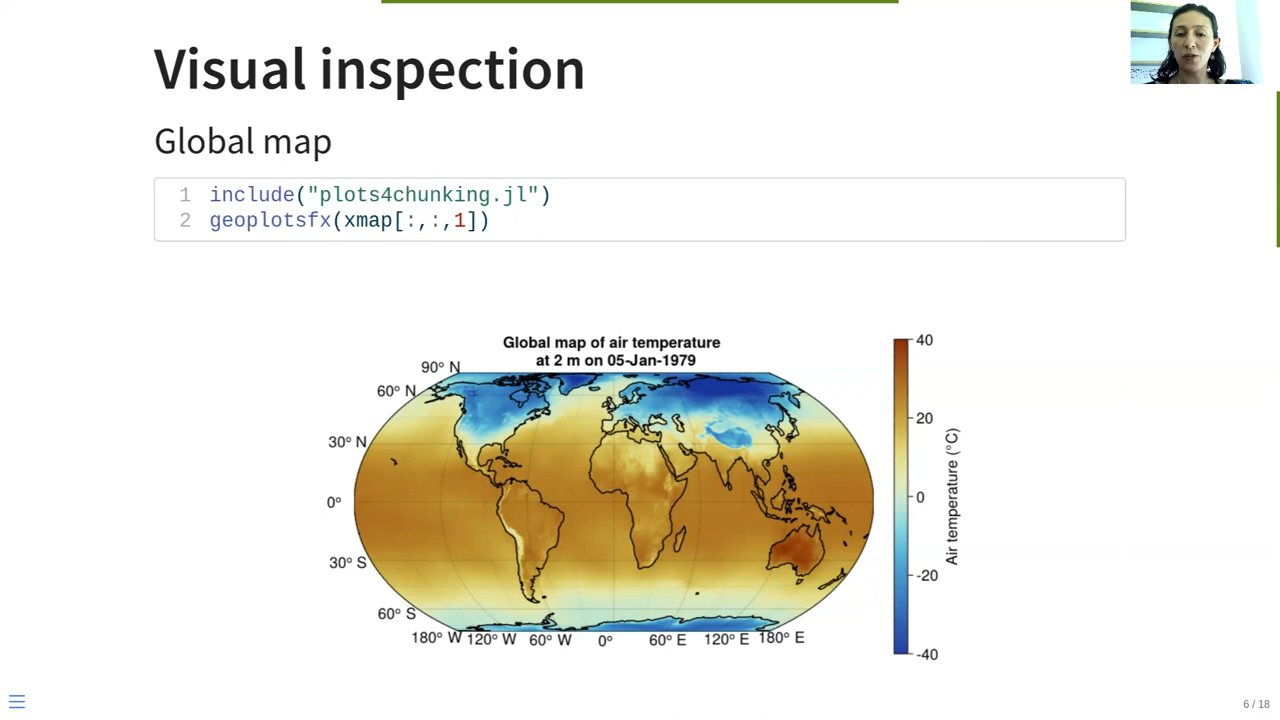 Visual inspection
Global map
1 include("plots4chunking.jl")
2 geoplotsfx(xmap[:,:,1])
Global map of air temperature
at 2 m on 05-Jan-1979
90° N
60° N
30° N
0°
30° S
60° S
180° W 120° W 60° W 0° 60° E 120° E 180° E
40
20
0
-20
-40
Air temperature (°C)
6 / 18